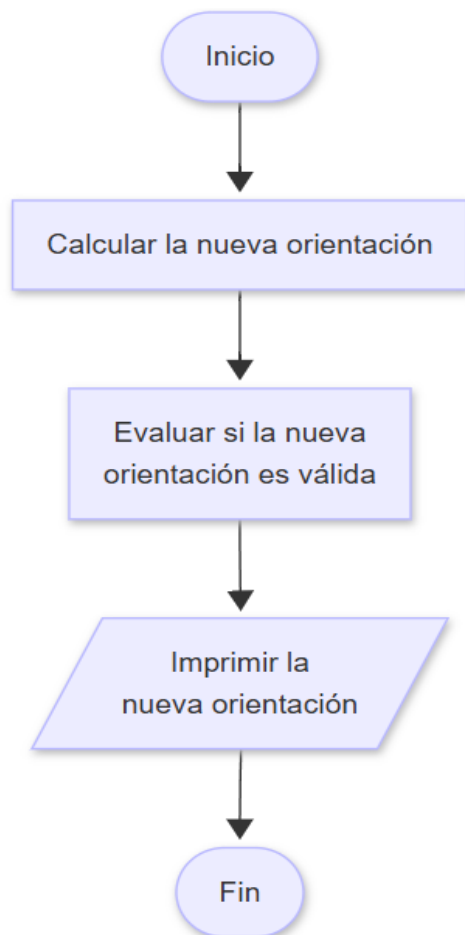 Inicio
Calcular la nueva orientación
Evaluar si la nueva
orientación es válida
Imprimir la
nueva orientación
Fin